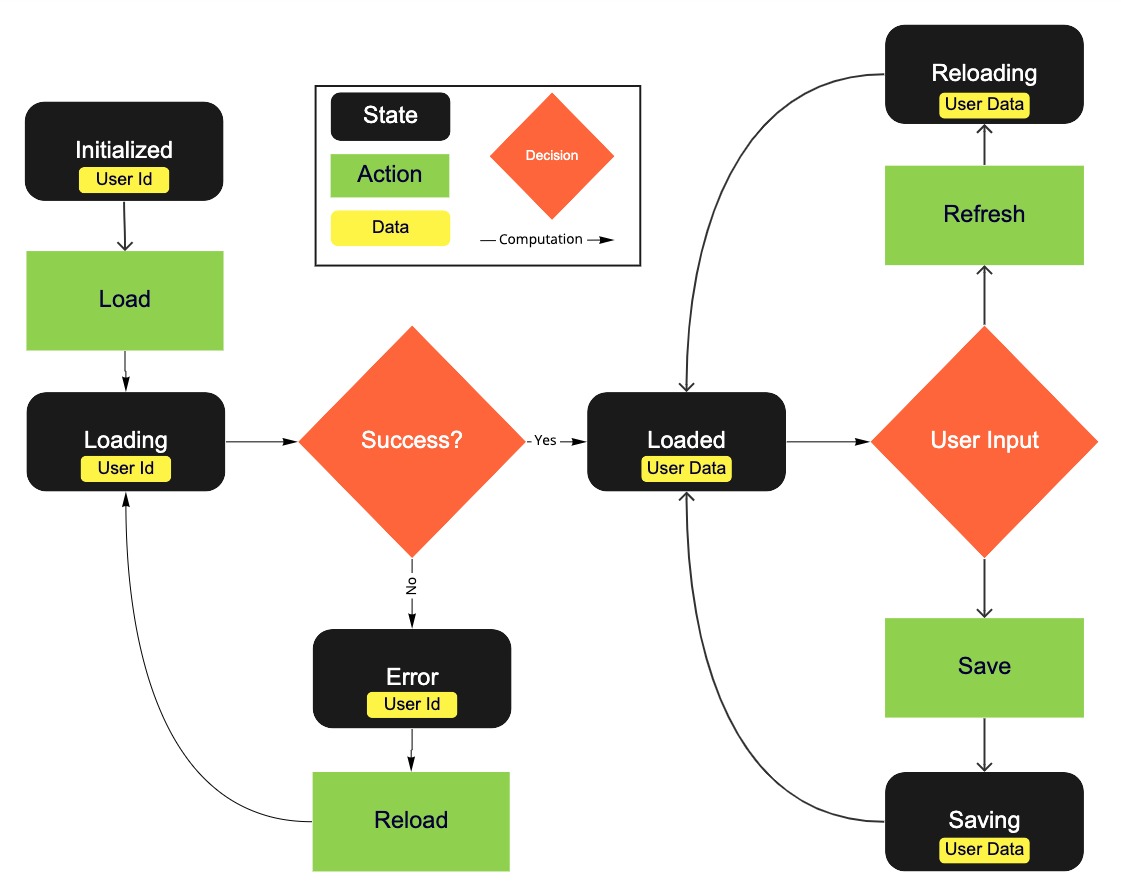 Initialized
User Id
Load
Loading
User Id
State
Action
Data
Decision
Computation
Success?
Yes
No
Error
User Id
Reload
Loaded
User Data
Reloading
User Data
Refresh
User Input
Save
Saving
User Data